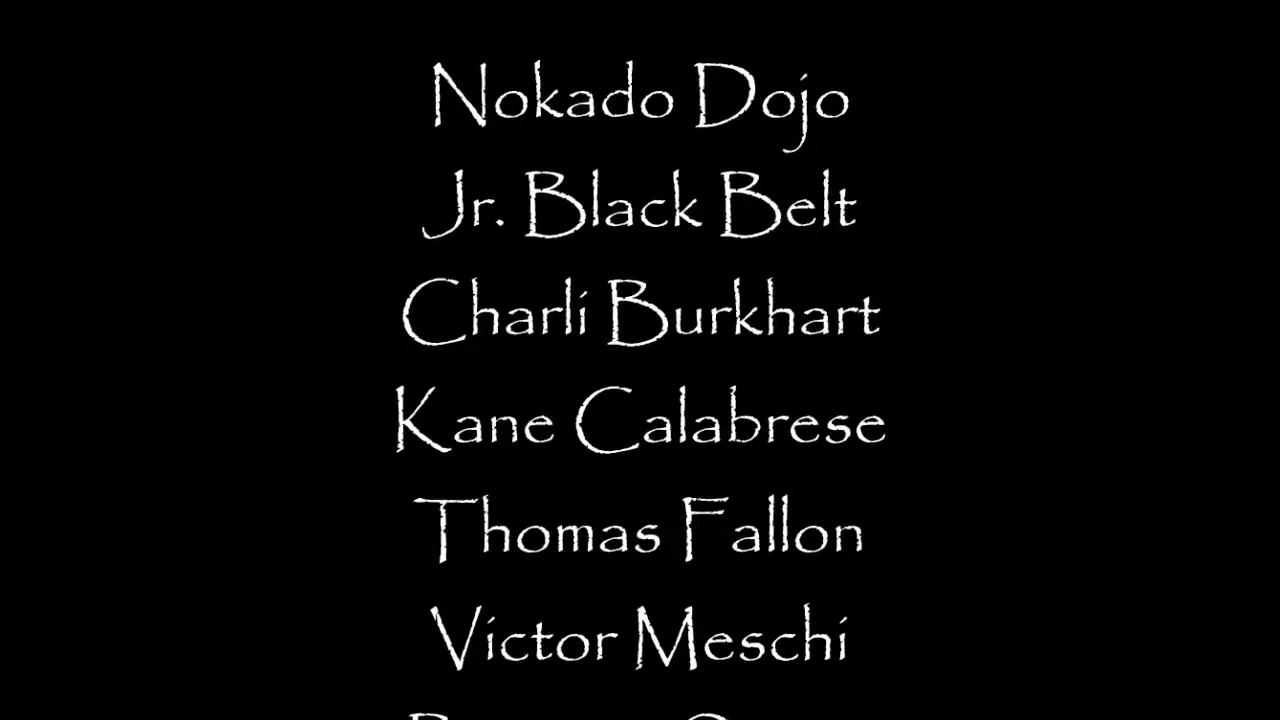 Nokado Dojo
Jr. Black Belt
Charli Burkhart
Kane Calabrese
Thomas Fallon
Victor Meschi